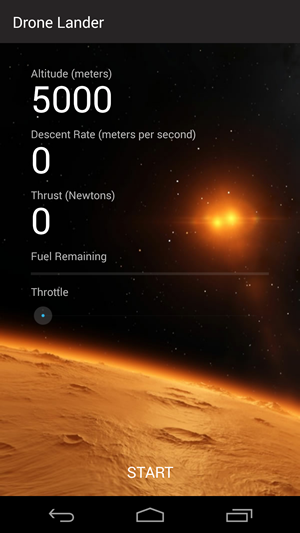 Drone Lander
Altitude (meters)
5000
Descent Rate (meters per second)
0
Thrust (Newtons)
0
Fuel Remaining
Throttle
START